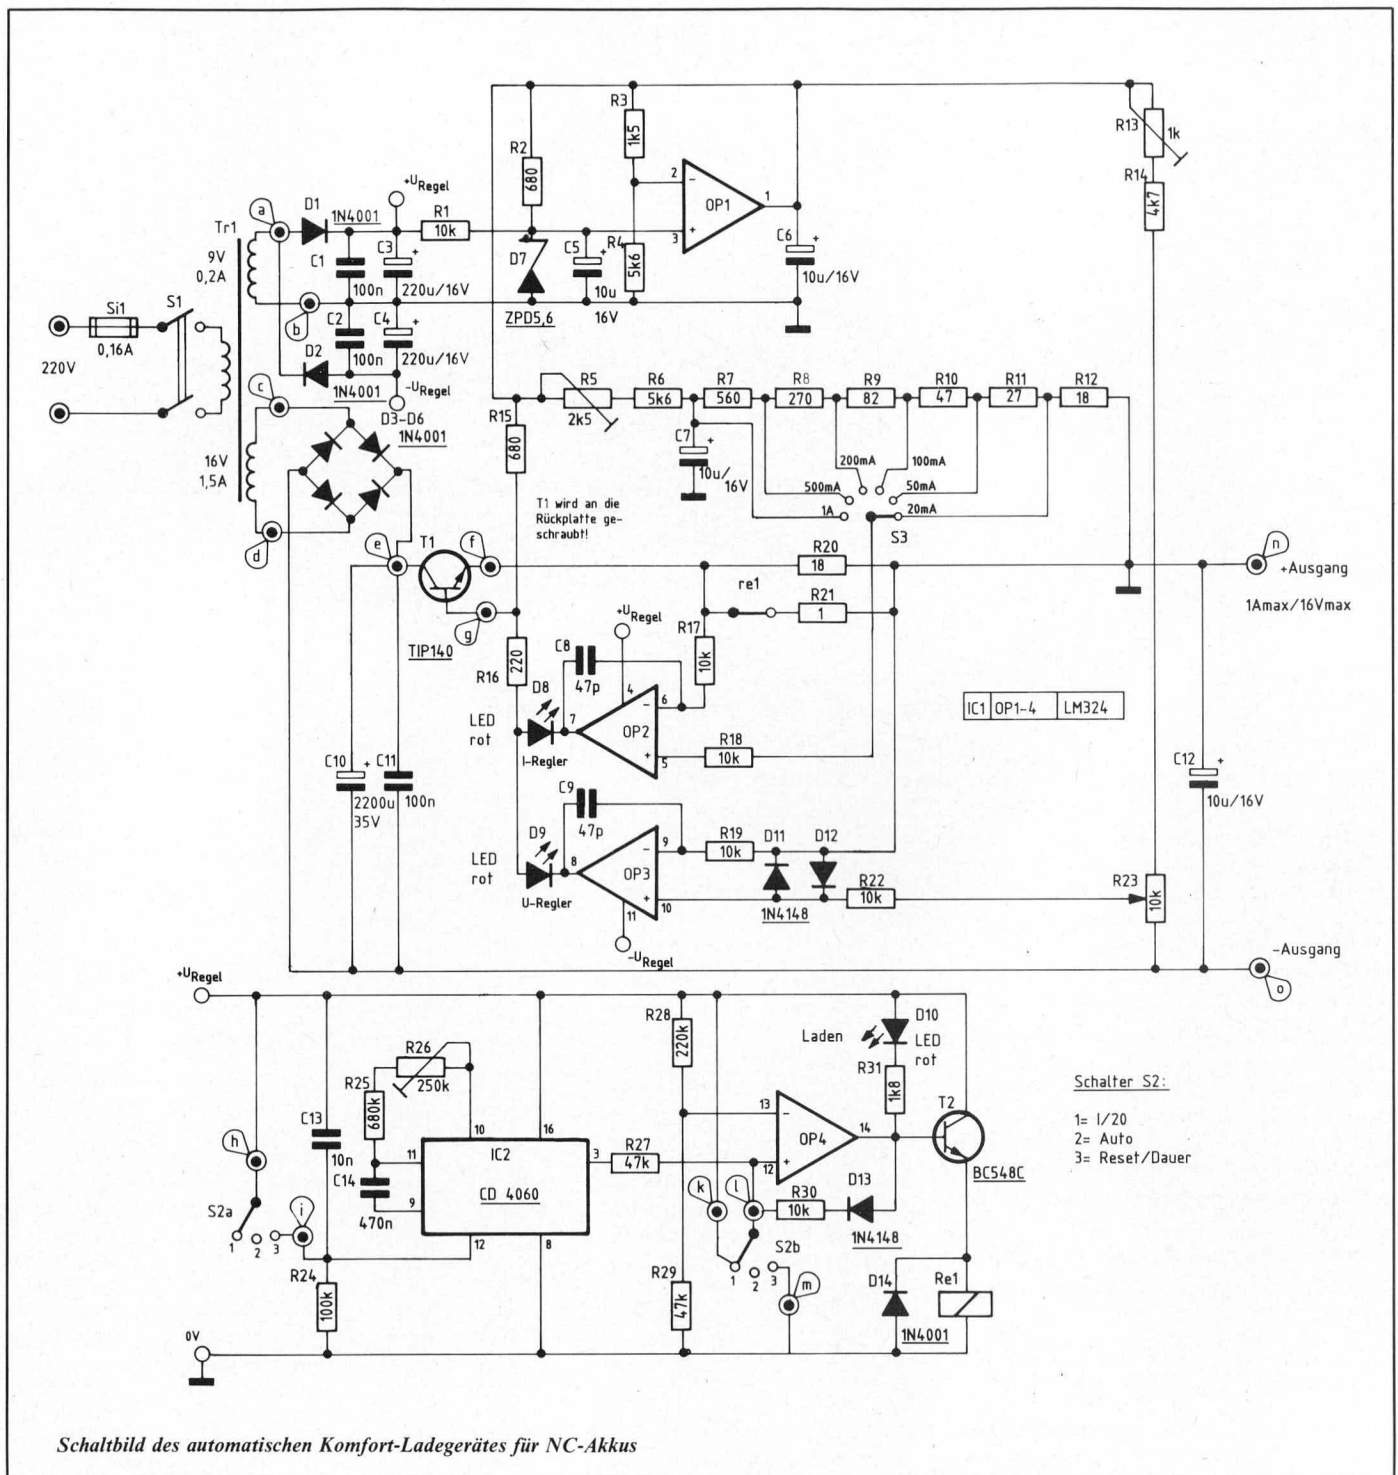 R3
1k5
R2
680
R13
1k
R14
4k7
+URegel
2
3
1
OP1
−
+
a
D1
1N4001
R1
10k
Tr1
9V
0,2A
C1
100n
C3
+
220u/16V
D7
ZPD5,6
C5
+
10u
16V
R4
5k6
C6
+
10u/16V
Si1
0,16A
S1
b
C2
100n
C4
+
220u/16V
220V
D2
1N4001
-URegel
c
D3-D6
1N4001
R5
2k5
R6
5k6
R7
560
R8
270
R9
82
R10
47
R11
27
R12
18
R15
680
C7
+
10u/
16V
200mA
100mA
500mA
50mA
1A
20mA
S3
16V
1,5A
T1 wird an die
Rückplatte ge-
schraubt!
d
e
T1
f
g
TIP140
R20
18
re1
R21
1
n
+Ausgang
1Amax/16Vmax
+URegel
R17
10k
R16
220
C8
47p
D8
LED
rot
I-Regler
7
4
6
5
OP2
−
+
R18
10k
IC1 OP1-4 LM324
C10
+
2200u
35V
C11
100n
C12
+
10u/16V
C9
47p
D9
LED
rot
U-Regler
8
9
10
11
OP3
−
+
R19
10k
D11
D12
1N4148
R22
10k
R23
10k
-URegel
-Ausgang
o
+URegel
R26
250k
R25
680k
C13
10n
C14
470n
10
16
11
9
12
8
3
IC2
CD 4060
R27
47k
R28
220k
Laden
D10
LED
rot
R31
1k8
13
12
14
OP4
−
+
T2
BC548C
Schalter S2:
1= I/20
2= Auto
3= Reset/Dauer
h
S2a
1
2
3
i
R24
100k
k
l
R30
10k
D13
1N4148
S2b
1
2
3
m
R29
47k
D14
1N4001
Re1
0V
Schaltbild des automatischen Komfort-Ladegerätes für NC-Akkus